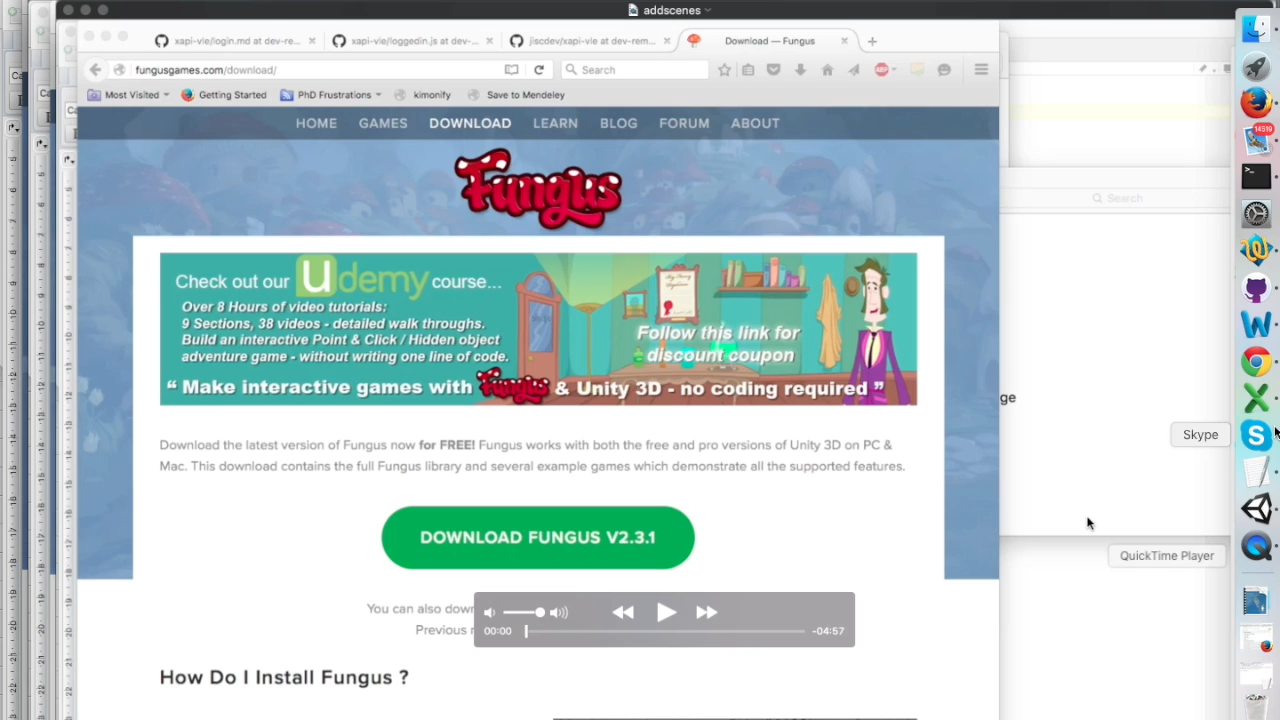 addscenes
xapi-vle/login.md at dev-re...
xapi-vle/loggedin.js at dev-...
jiscdev/xapi-vle at dev-rem...
Download — Fungus
fungusgames.com/download/
Search
ABP
Most Visited
Getting Started
PhD Frustrations
kimonify
Save to Mendeley
HOME GAMES DOWNLOAD LEARN BLOG FORUM ABOUT
Fungus
Check out our Udemy course...
Over 8 Hours of video tutorials:
9 Sections, 38 videos - detailed walk throughs.
Build an interactive Point & Click / Hidden object
adventure game - without writing one line of code.
Follow this link for
discount coupon
“ Make interactive games with Fungus & Unity 3D - no coding required ”
Download the latest version of Fungus now for FREE! Fungus works with both the free and pro versions of Unity 3D on PC &
Mac. This download contains the full Fungus library and several example games which demonstrate all the supported features.
DOWNLOAD FUNGUS V2.3.1
You can also dow
Previous
00:00
-04:57
How Do I Install Fungus ?
Search
ge
Skype
QuickTime Player
14519